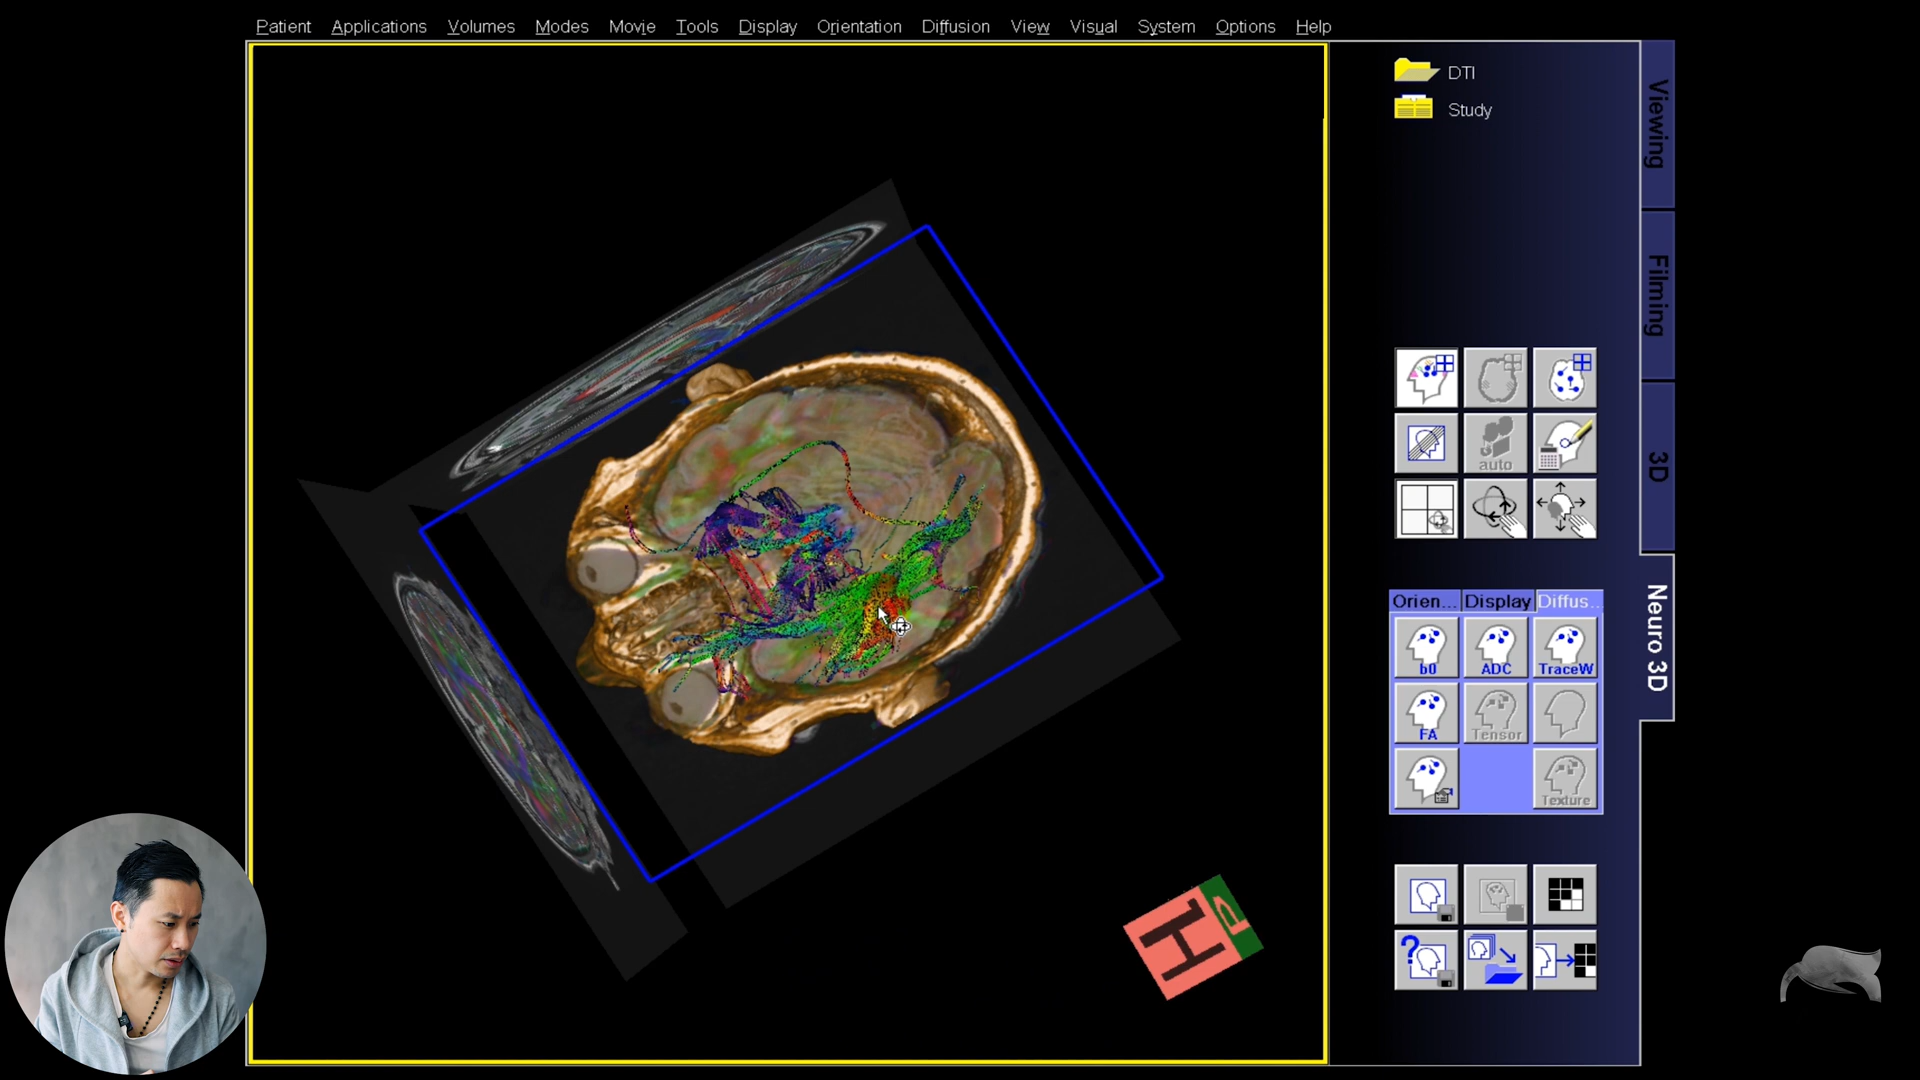 Patient Applications Volumes Modes Movie Tools Display Orientation Diffusion View Visual System Options Help
DTI
Study
Viewing
Filming
3D
Neuro 3D
auto
Orien... Display Diffus...
b0 ADC TraceW
FA Tensor
Texture
?
H P